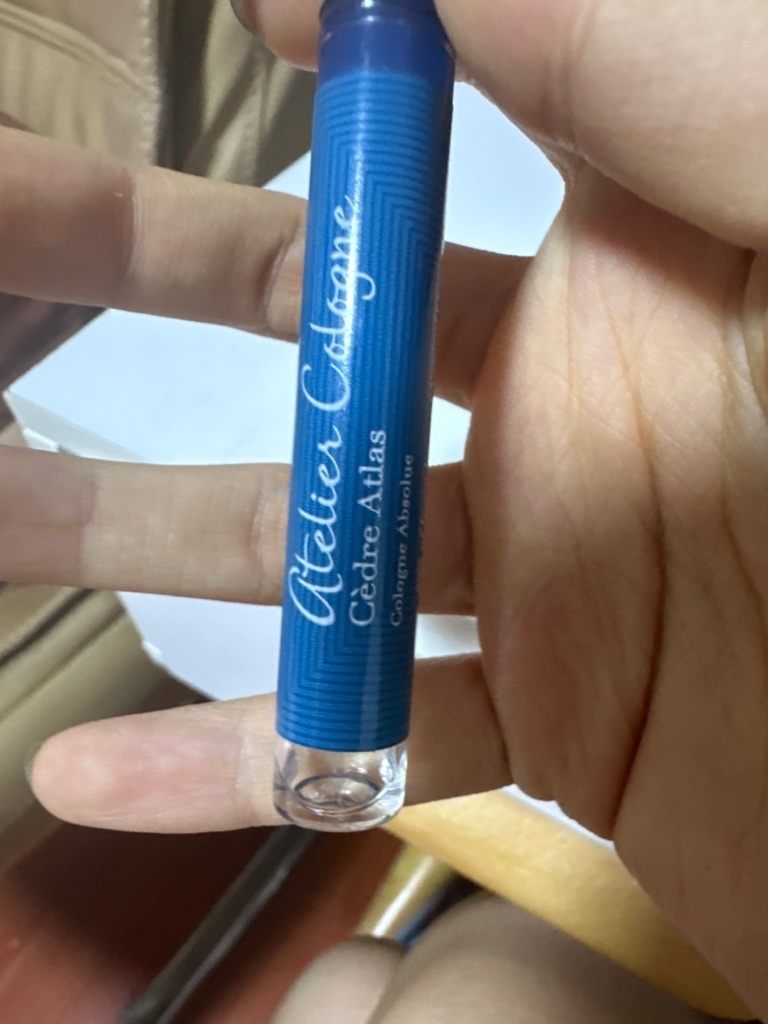 Atelier Cologne
Cèdre Atlas
Cologne Absolue